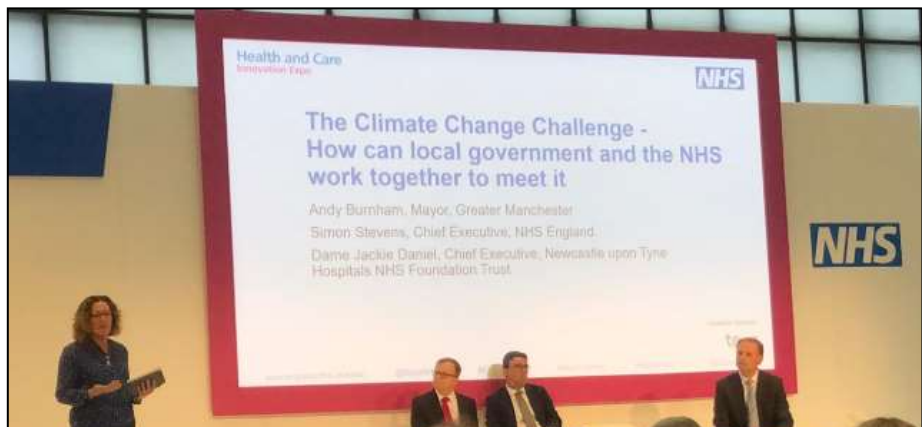 Health and Care
Innovation Expo
NHS
The Climate Change Challenge -
How can local government and the NHS
work together to meet it
Andy Burnham, Mayor, Greater Manchester
Simon Stevens, Chief Executive, NHS England
Dame Jackie Daniel, Chief Executive, Newcastle upon Tyne
Hospitals NHS Foundation Trust
NHS